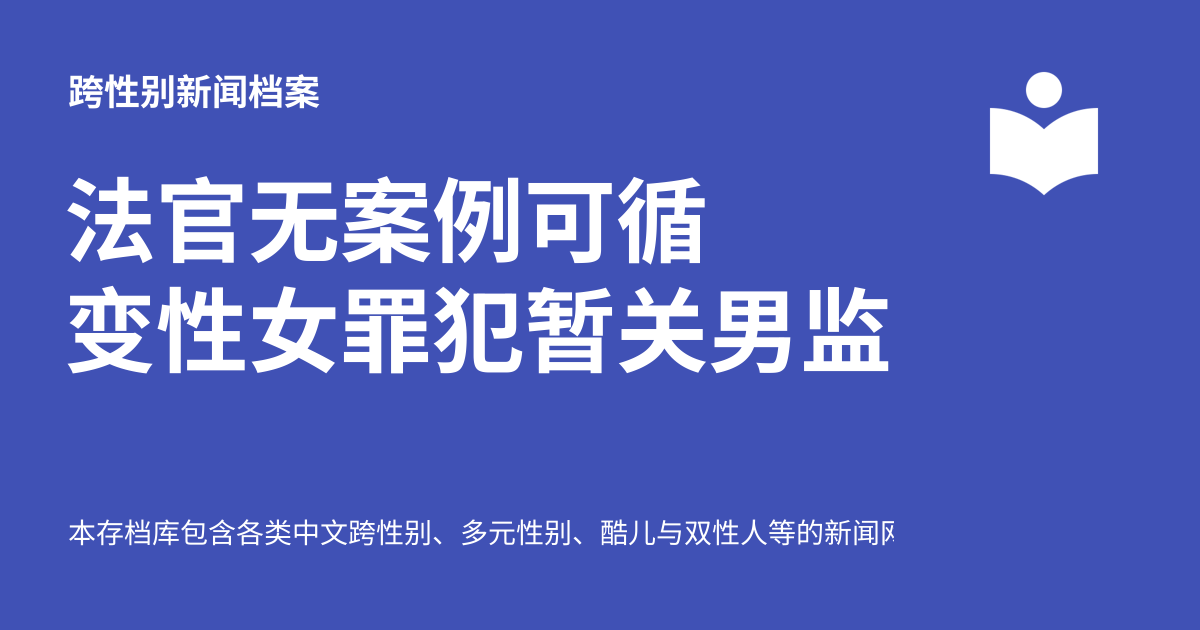 跨性别新闻档案
法官无案例可循
变性女罪犯暂关男监
本存档库包含各类中文跨性别、多元性别、酷儿与双性人等的新闻